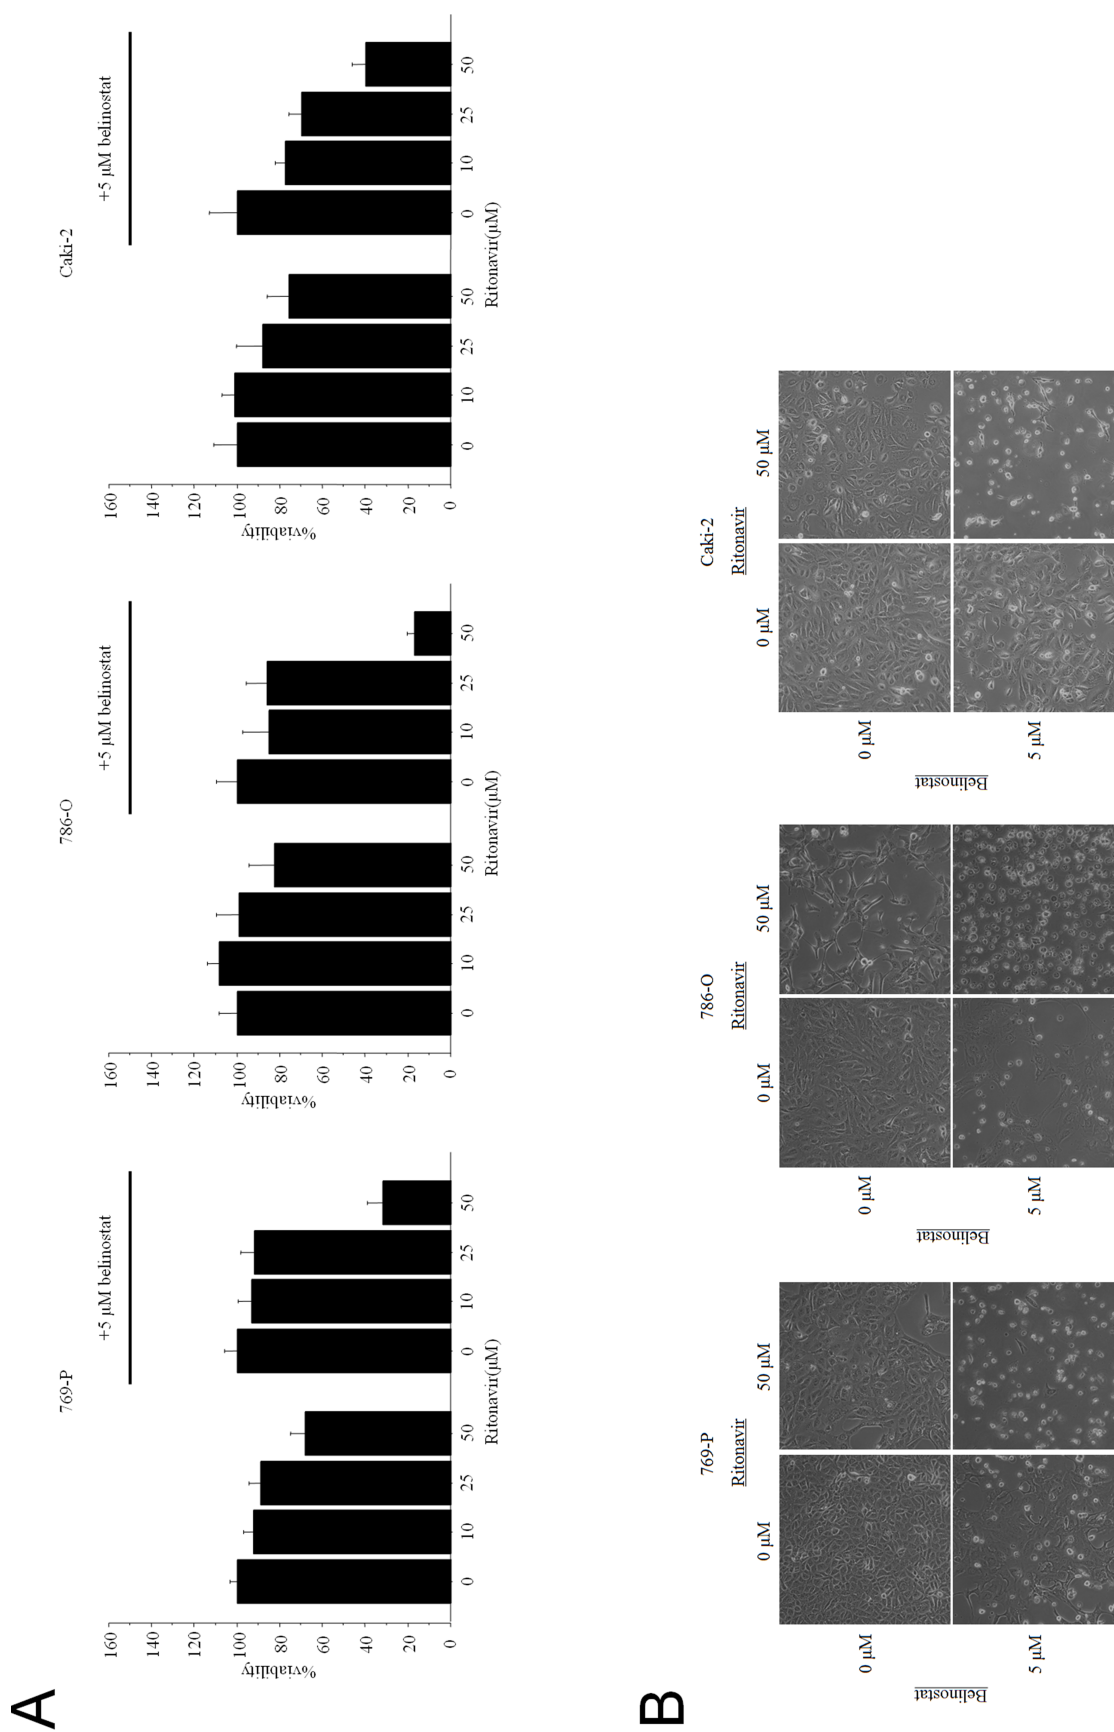 A
769-P
786-O
Caki-2
+5 µM belinostat
+5 µM belinostat
+5 µM belinostat
%viability
160
140
120
100
80
60
40
20
0
0 10 25 50 0 10 25 50
Ritonavir(µM)
%viability
160
140
120
100
80
60
40
20
0
0 10 25 50 0 10 25 50
Ritonavir(µM)
%viability
160
140
120
100
80
60
40
20
0
0 10 25 50 0 10 25 50
Ritonavir(µM)
B
769-P
Ritonavir
0 µM 50 µM
Belinostat
0 µM
5 µM
786-O
Ritonavir
0 µM 50 µM
Belinostat
0 µM
5 µM
Caki-2
Ritonavir
0 µM 50 µM
Belinostat
0 µM
5 µM